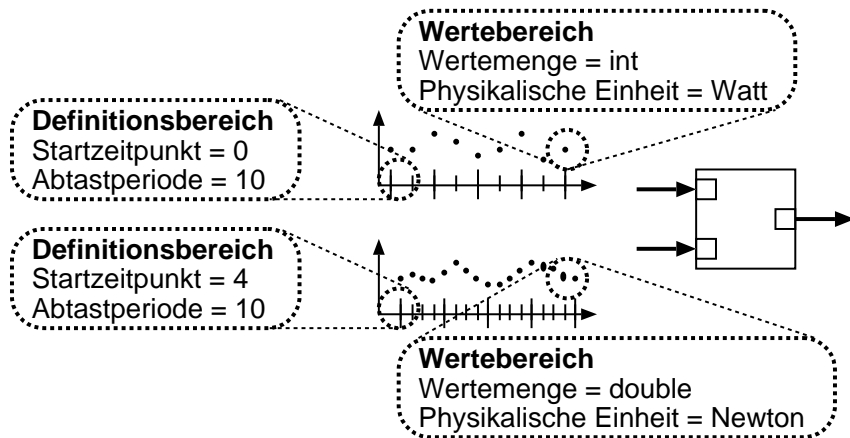 Wertebereich
Wertemenge = int
Physikalische Einheit = Watt
Definitionsbereich
Startzeitpunkt = 0
Abtastperiode = 10
Definitionsbereich
Startzeitpunkt = 4
Abtastperiode = 10
Wertebereich
Wertemenge = double
Physikalische Einheit = Newton